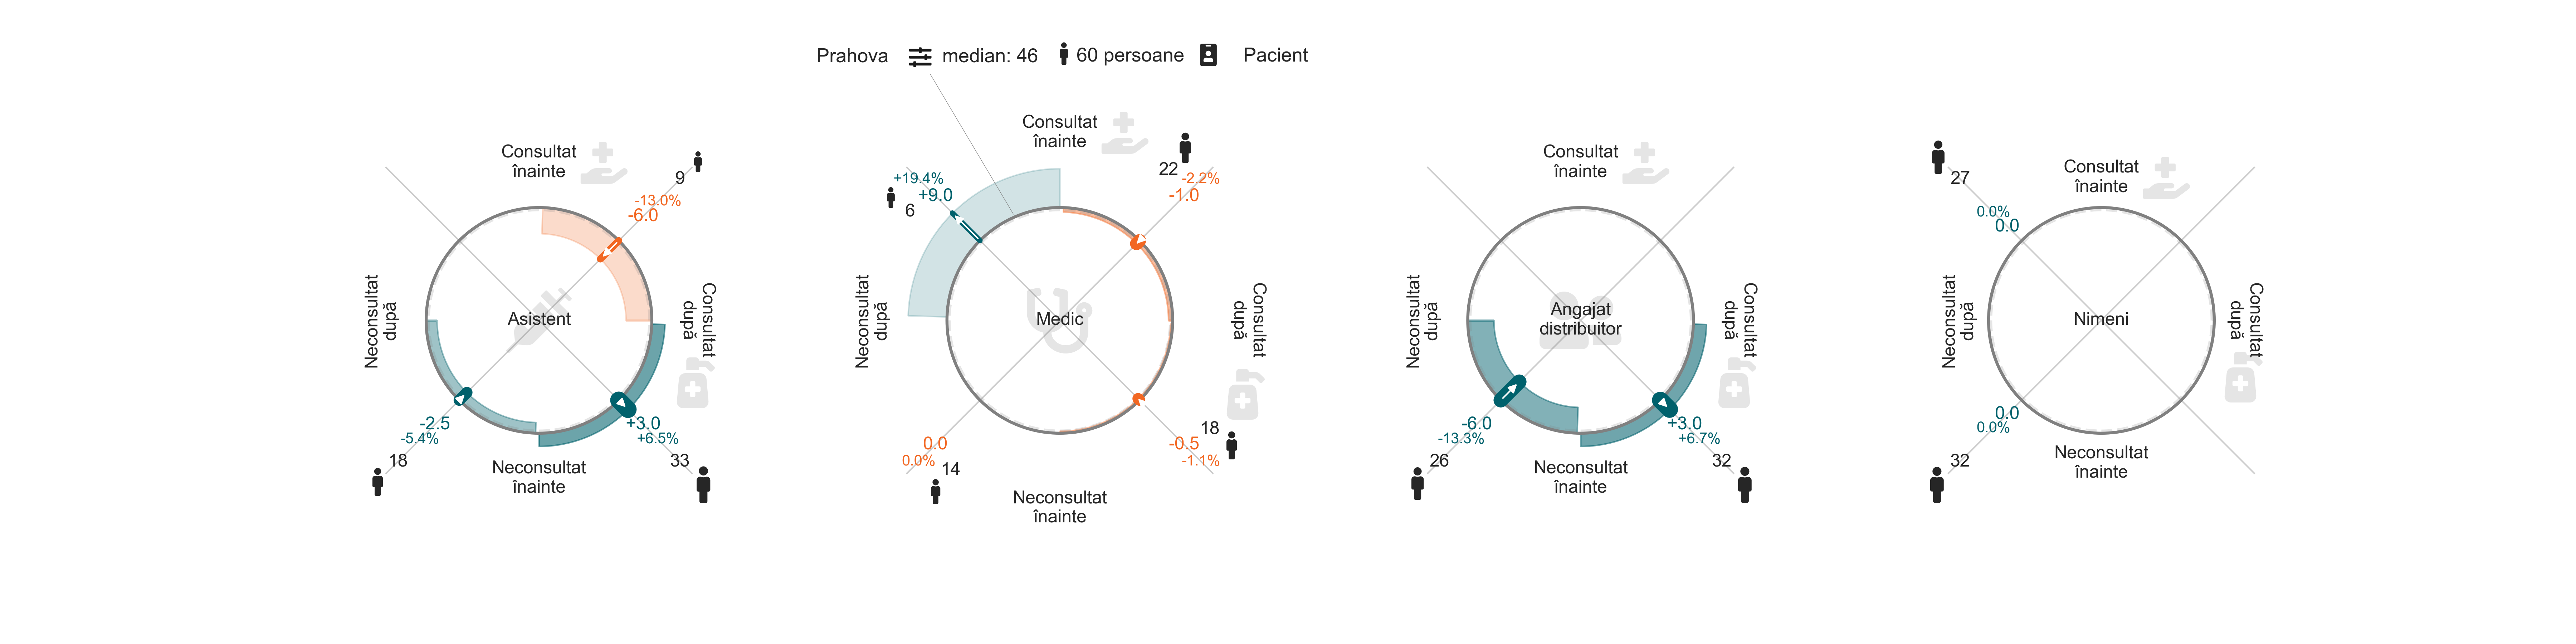 Prahova median: 46 60 persoane Pacient
Consultat
înainte
9
-13.0%
-6.0
Neconsultat
după
Asistent
Consultat
după
-2.5
-5.4%
18
+3.0
+6.5%
33
Neconsultat
înainte
Consultat
înainte
+19.4%
+9.0
6
22
-2.2%
-1.0
Neconsultat
după
Medic
Consultat
după
0.0
0.0%
14
18
-0.5
-1.1%
Neconsultat
înainte
Consultat
înainte
Neconsultat
după
Angajat
distribuitor
Consultat
după
-6.0
-13.3%
26
+3.0
+6.7%
32
Neconsultat
înainte
Consultat
înainte
27
0.0%
0.0
Neconsultat
după
Nimeni
Consultat
după
0.0
0.0%
32
Neconsultat
înainte